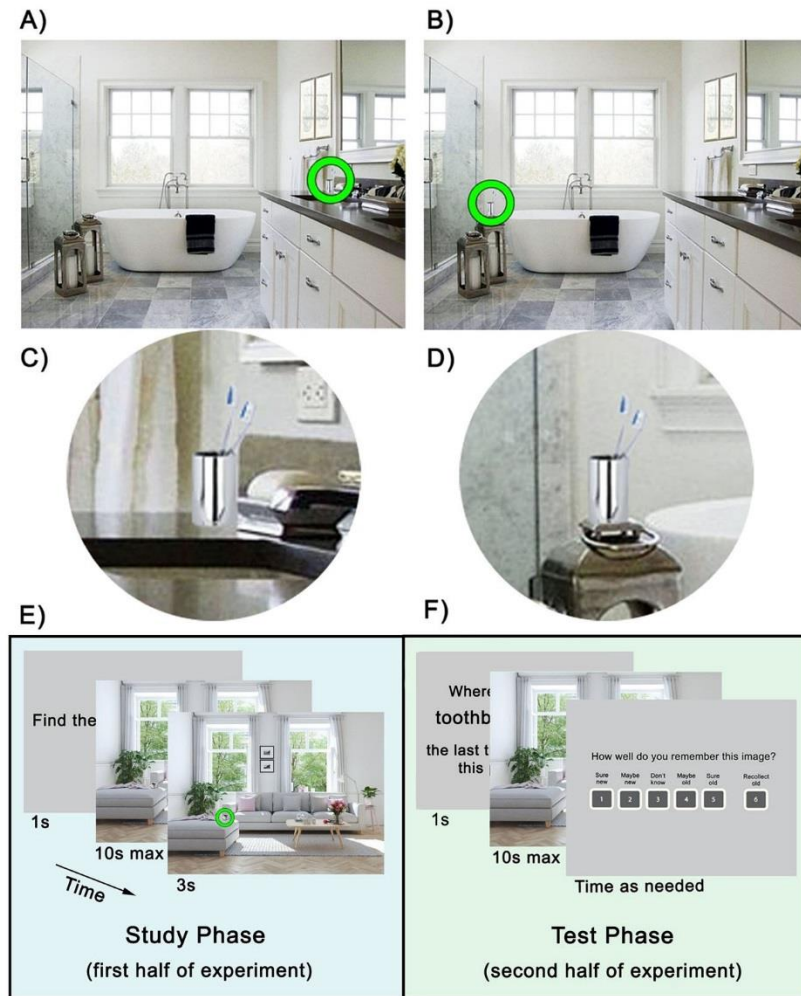 A)
B)
C)
D)
E)
F)
Find the
1s
10s max
3s
Time
Study Phase
(first half of experiment)
Where
toothb
the last t
this
1s
10s max
How well do you remember this image?
Sure new
Maybe new
Don't know
Maybe old
Sure old
Recollect old
1
2
3
4
5
6
Time as needed
Test Phase
(second half of experiment)